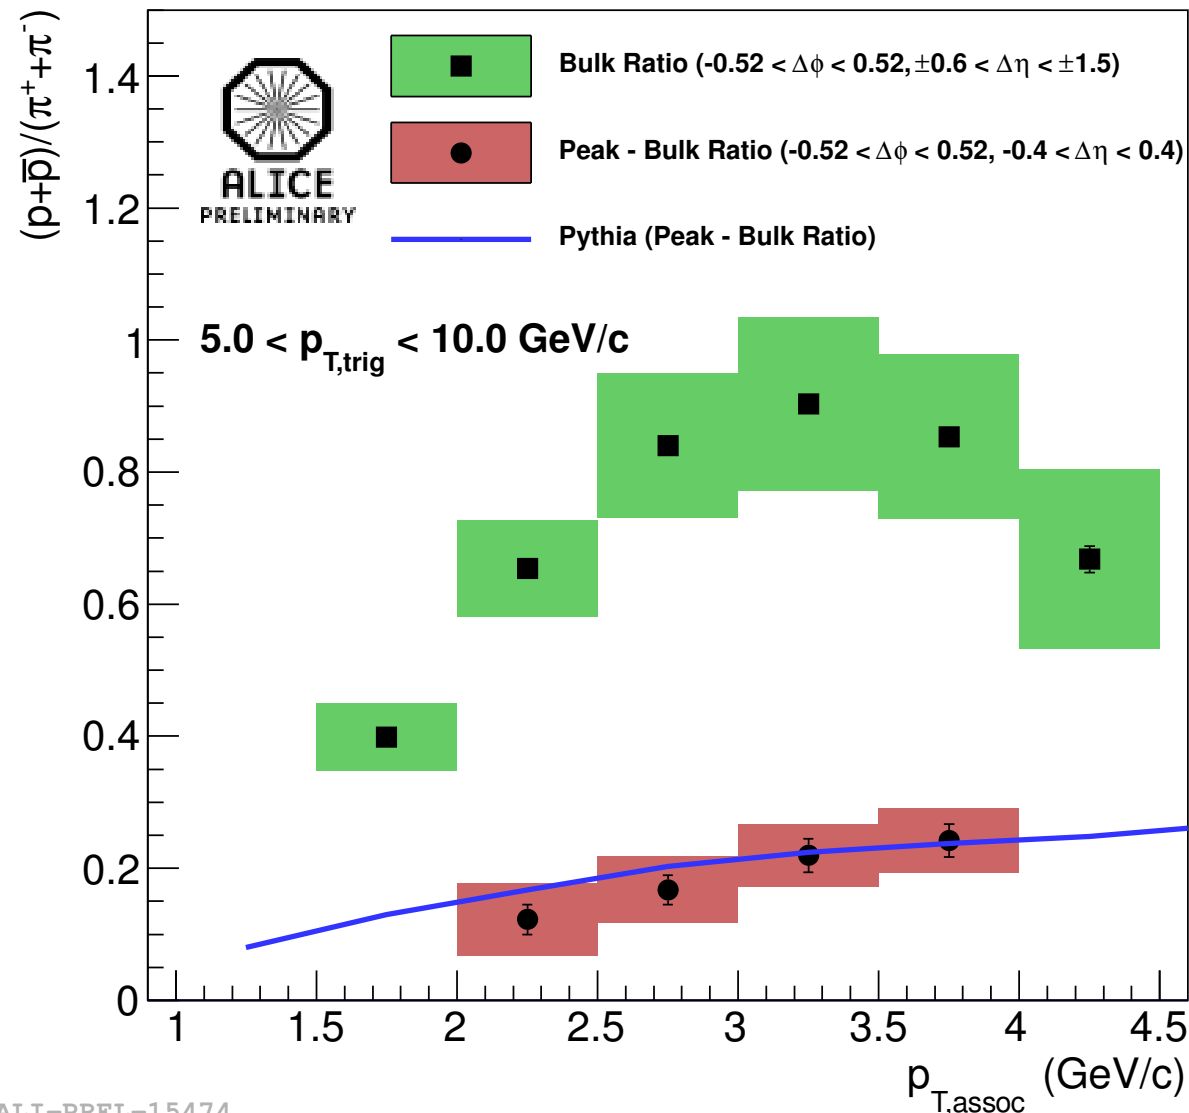 (p+p̅)/(π⁺+π⁻)
Bulk Ratio (-0.52 < Δϕ < 0.52, ±0.6 < Δη < ±1.5)
Peak - Bulk Ratio (-0.52 < Δϕ < 0.52, -0.4 < Δη < 0.4)
Pythia (Peak - Bulk Ratio)
ALICE
PRELIMINARY
5.0 < p_T,trig < 10.0 GeV/c
1.4
1.2
1
0.8
0.6
0.4
0.2
0
1 1.5 2 2.5 3 3.5 4 4.5
p_T,assoc (GeV/c)
ALI-PREL-15474